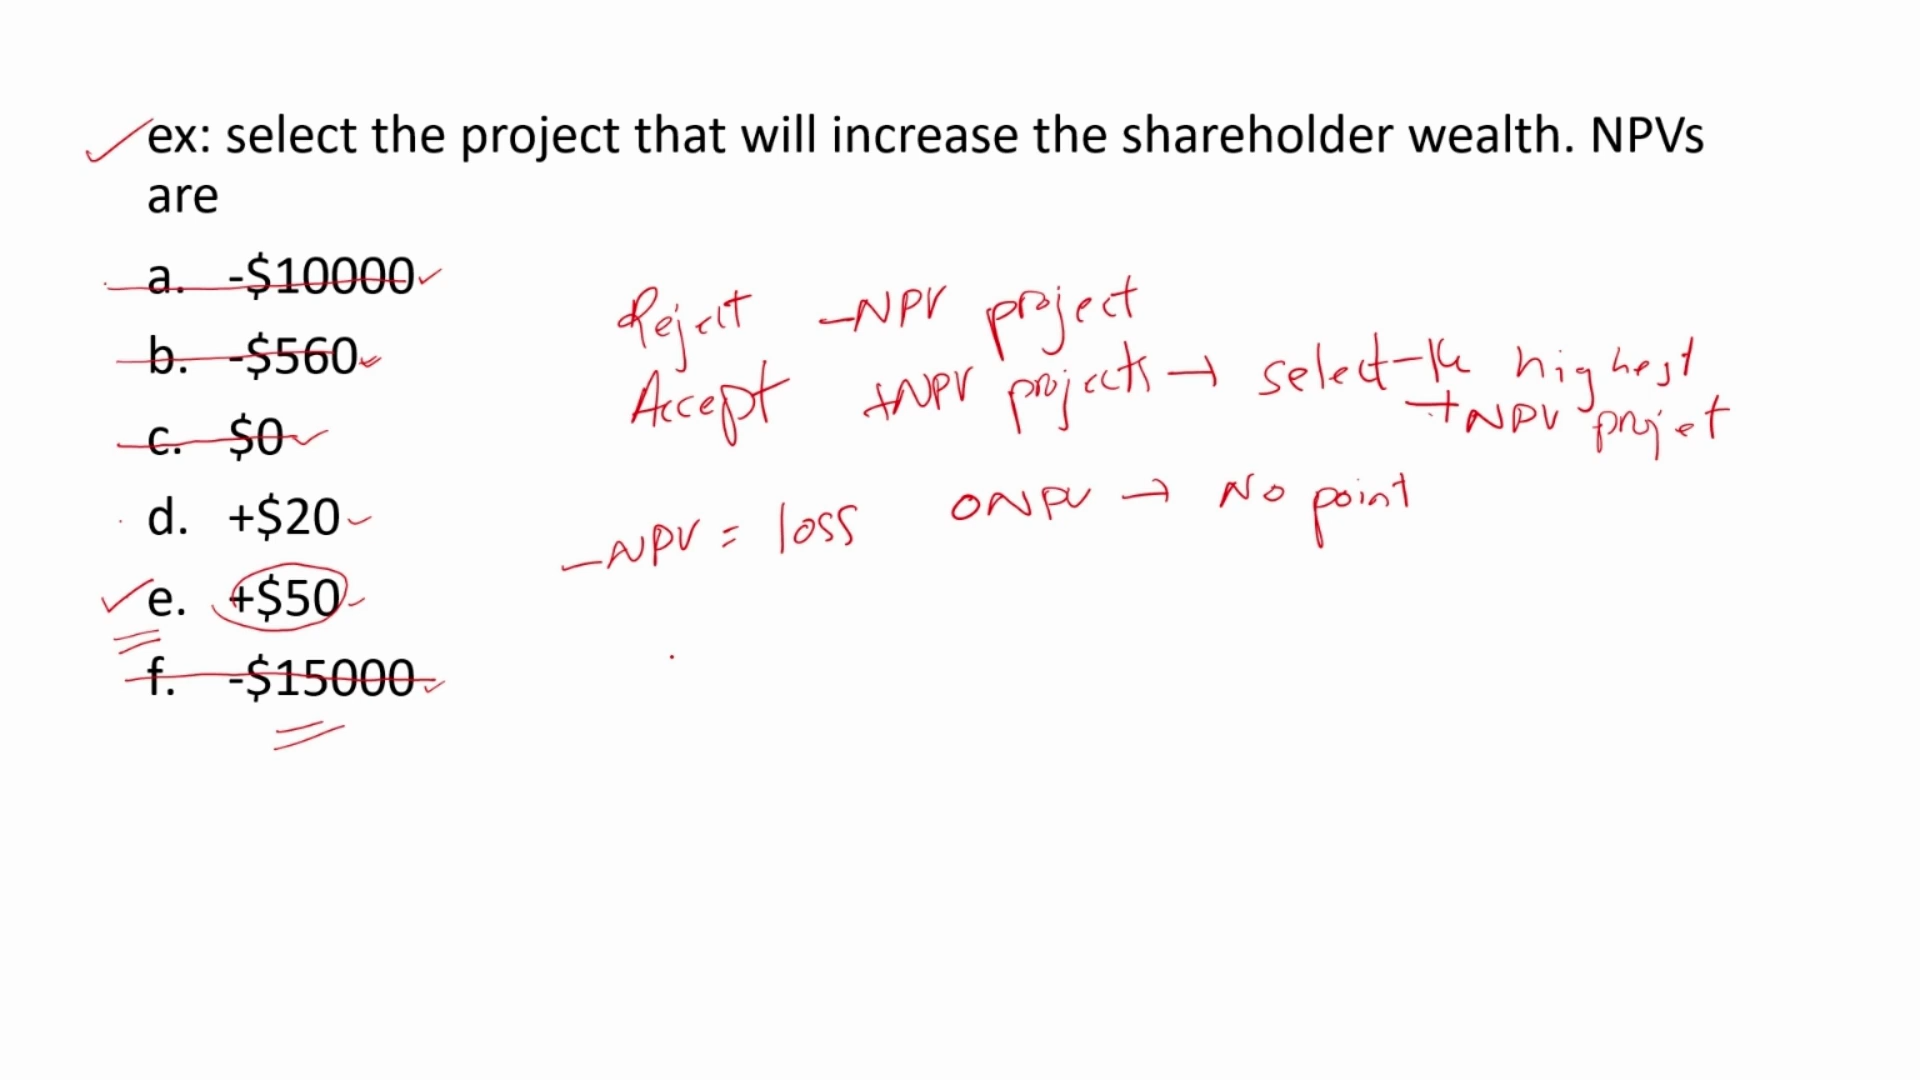 ex: select the project that will increase the shareholder wealth. NPVs
are
a. -$10000
b. -$560
c. $0
d. +$20
e. +$50
f. -$15000
Reject -NPV project
Accept +NPV projects → select the highest
+NPV projet
-NPV = loss 0NPV → No point